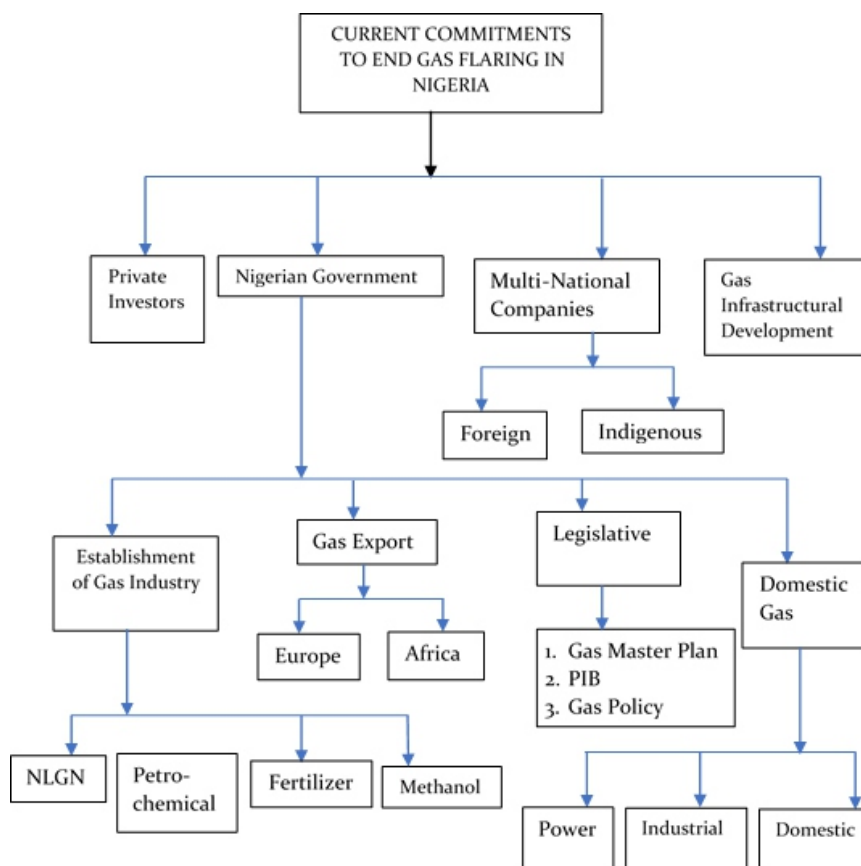 CURRENT COMMITMENTS
TO END GAS FLARING IN
NIGERIA
Private
Investors
Nigerian Government
Multi-National
Companies
Gas
Infrastructural
Development
Foreign
Indigenous
Establishment
of Gas Industry
Gas Export
Legislative
Domestic
Gas
Europe
Africa
1. Gas Master Plan
2. PIB
3. Gas Policy
NLGN
Petro-
chemical
Fertilizer
Methanol
Power
Industrial
Domestic